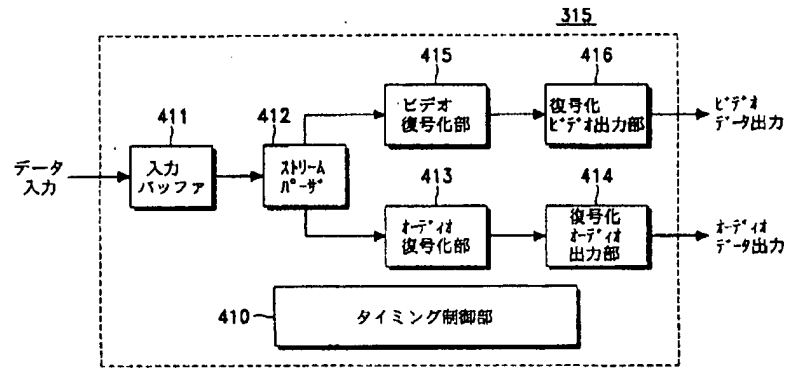 315
415
416
ビデオ
復号化部
復号化
ビデオ出力部
ビデオ
データ出力
411
412
データ
入力
入力
バッファ
ストリーム
パーザ
413
414
オーディオ
復号化部
復号化
オーディオ
出力部
オーディオ
データ出力
410
タイミング制御部